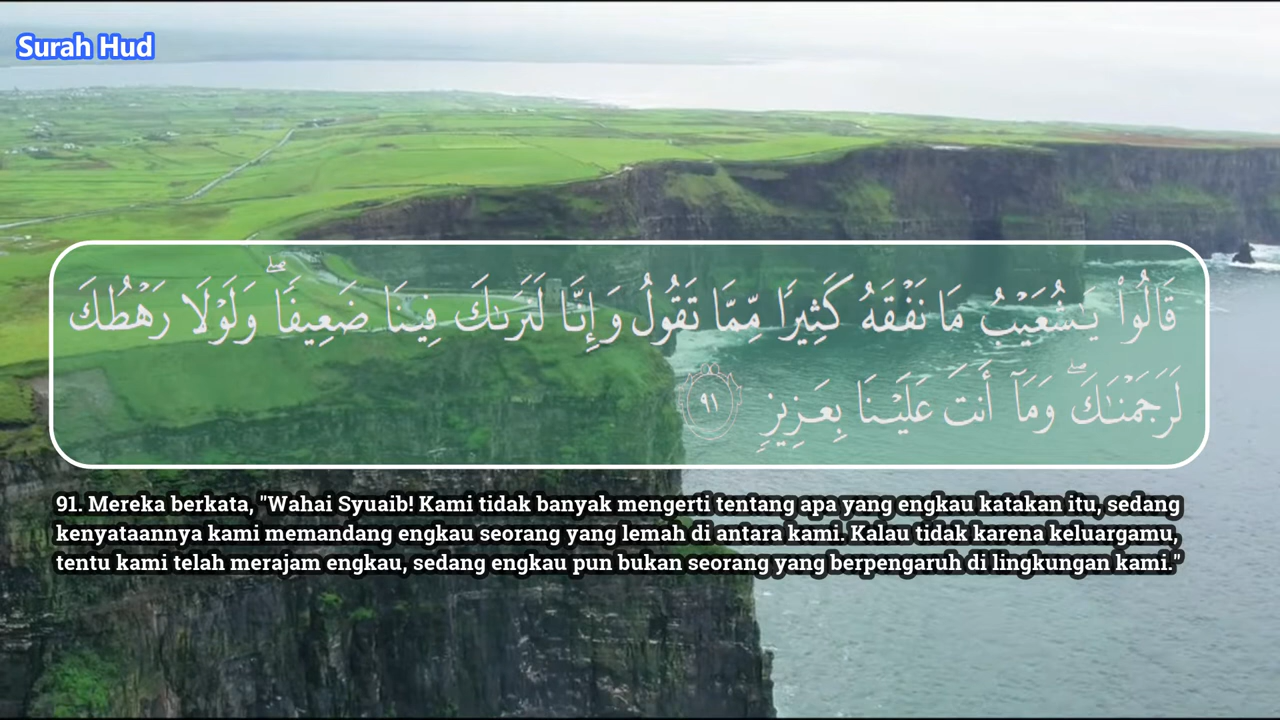 Surah Hud
قَالُوا۟ يَـٰشُعَيْبُ مَا نَفْقَهُ كَثِيرًا مِّمَّا تَقُولُ وَإِنَّا لَنَرَىٰكَ فِينَا ضَعِيفًا ۖ وَلَوْلَا رَهْطُكَ
لَرَجَمْنَـٰكَ ۖ وَمَآ أَنتَ عَلَيْنَا بِعَزِيزٍ ٩١
91. Mereka berkata, "Wahai Syuaib! Kami tidak banyak mengerti tentang apa yang engkau katakan itu, sedang
kenyataannya kami memandang engkau seorang yang lemah di antara kami. Kalau tidak karena keluargamu,
tentu kami telah merajam engkau, sedang engkau pun bukan seorang yang berpengaruh di lingkungan kami."